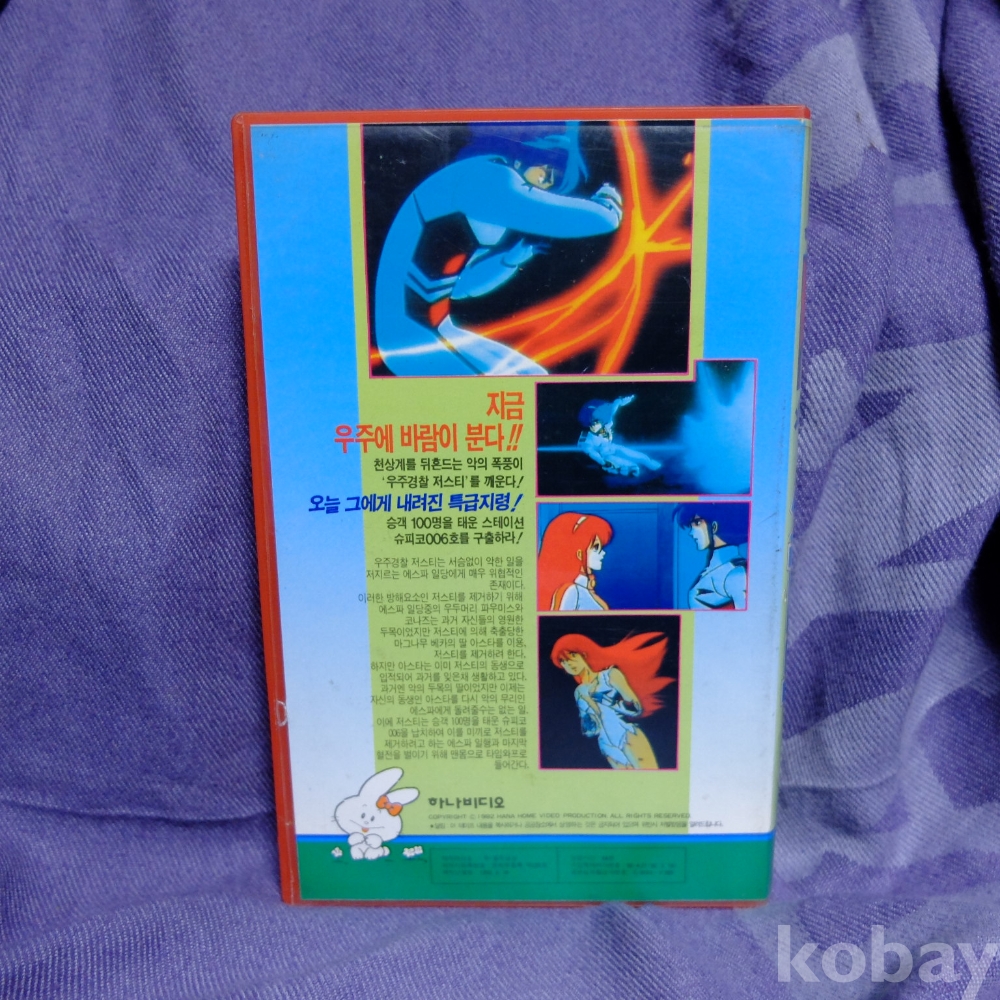 지금
우주에 바람이 분다!!
천상계를 뒤흔드는 악의 폭풍이
'우주경찰 저스티'를 깨운다!
오늘 그에게 내려진 특급지령!
승객 100명을 태운 스테이션
슈피코006호를 구출하라!
우주경찰 저스티는 서슴없이 악한 일을
저지르는 에스파 일당에게 매우 위협적인
존재이다.
이러한 방해요소인 저스티를 제거하기 위해
에스파 일당중의 우두머리 파우미스와
코나즈는 과거 자신들의 영원한
두목이었지만 저스티에 의해 축출당한
마그나무 베카의 딸 아스타를 이용,
저스티를 제거하려 한다.
하지만 아스타는 이미 저스티의 동생으로
입적되어 과거를 잊은채 생활하고 있다.
과거엔 악의 두목의 딸이었지만 이제는
자신의 동생인 아스타를 다시 악의 무리인
에스파에게 돌려줄수는 없는 일.
이에 저스티는 승객 100명을 태운 슈피코
006을 납치하여 이를 미끼로 저스티를
제거하려고 하는 에스파 일행과 마지막
혈전을 벌이기 위해 맨몸으로 타임와프로
들어간다.
하나비디오
COPYRIGHT C 1992 HANA HOME VIDEO PRODUCTION ALL RIGHTS RESERVED.
kobay